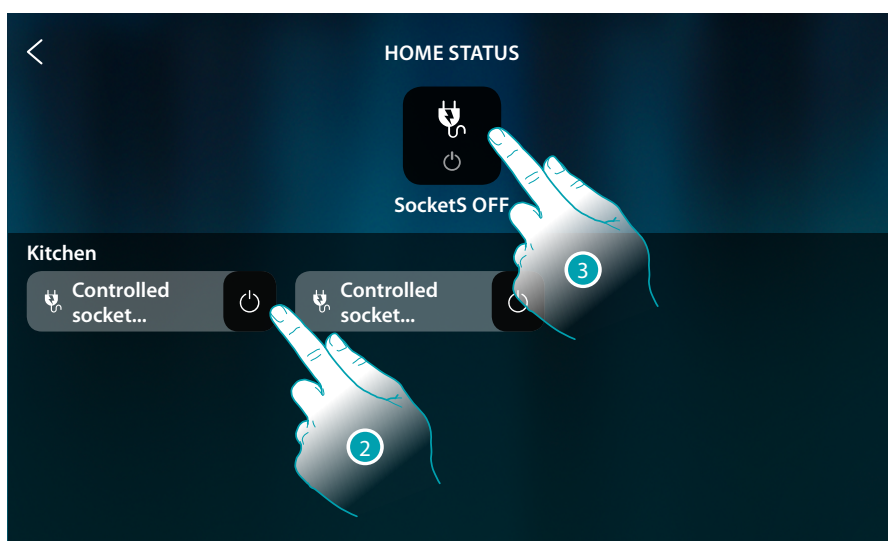 HOME STATUS
SocketS OFF
3
Kitchen
Controlled
socket...
Controlled
socket...
2